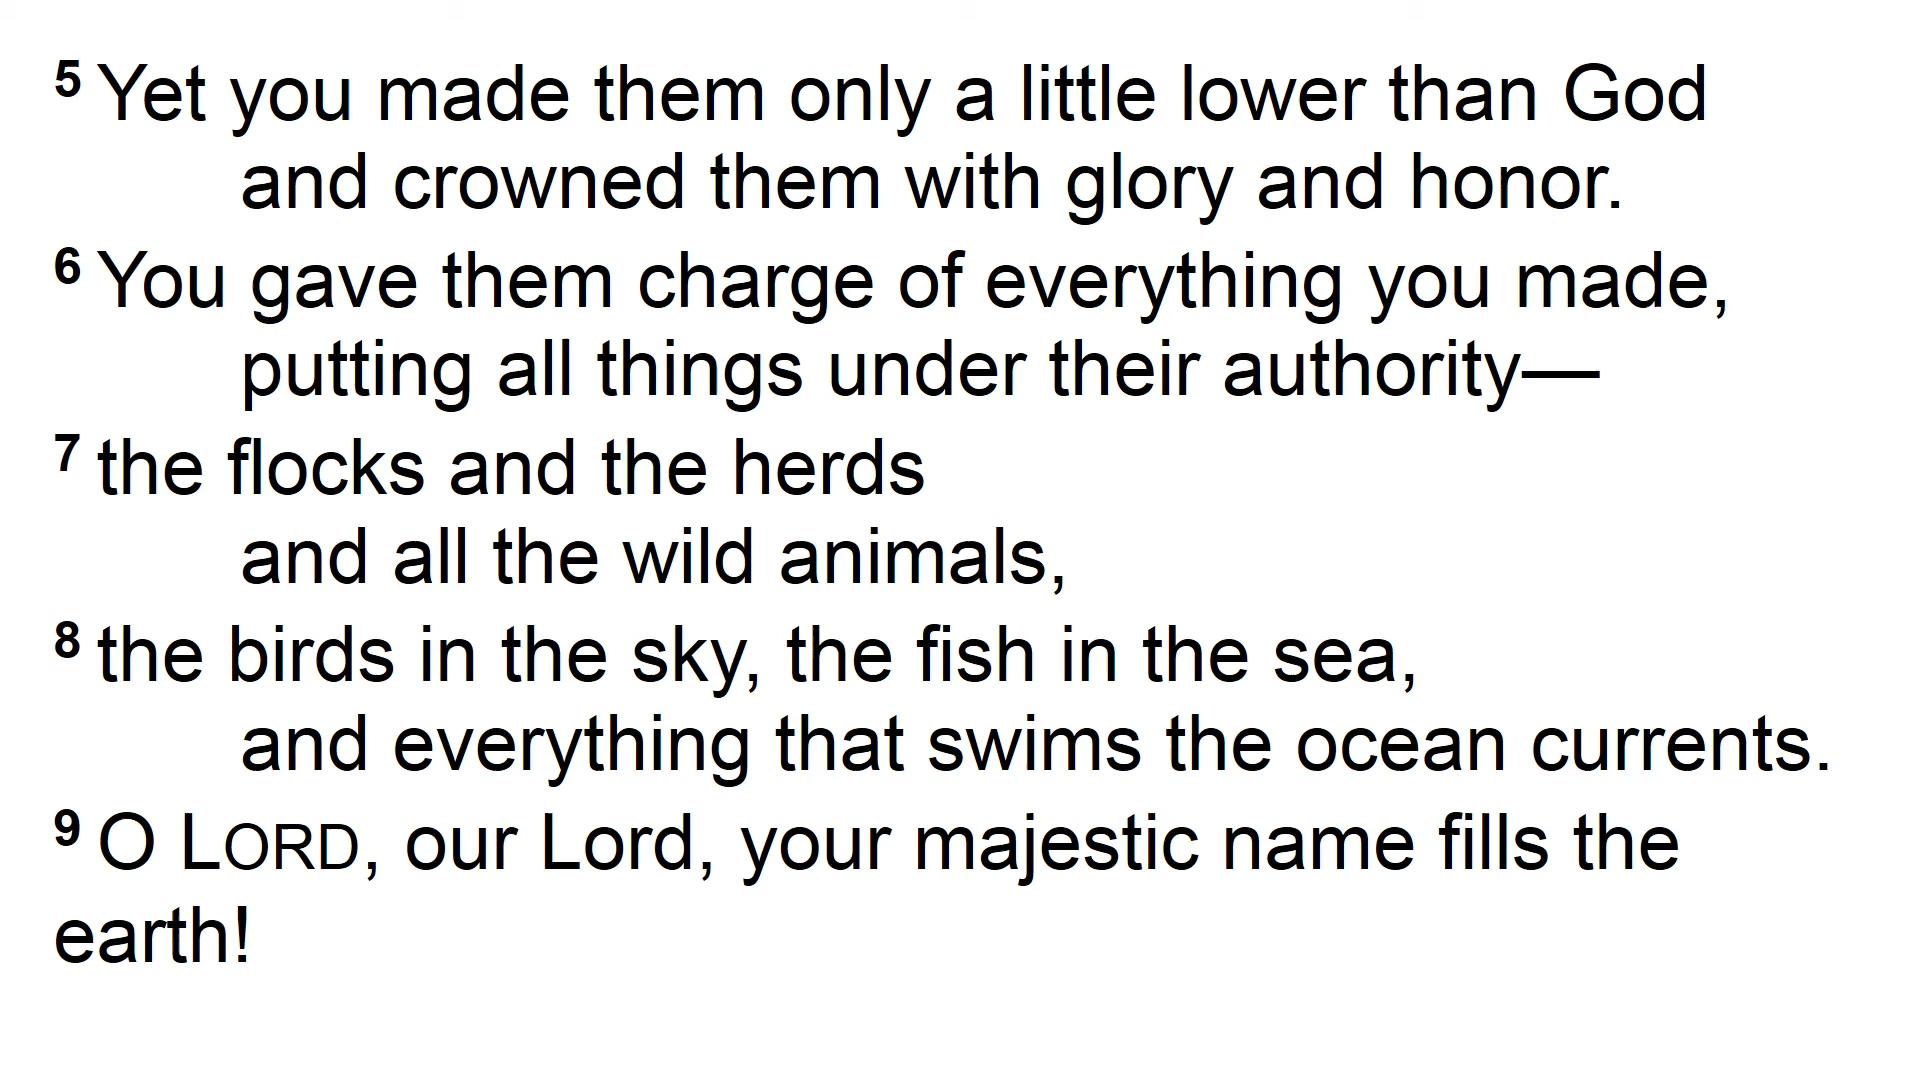 5 Yet you made them only a little lower than God
and crowned them with glory and honor.
6 You gave them charge of everything you made,
putting all things under their authority—
7 the flocks and the herds
and all the wild animals,
8 the birds in the sky, the fish in the sea,
and everything that swims the ocean currents.
9 O LORD, our Lord, your majestic name fills the
earth!